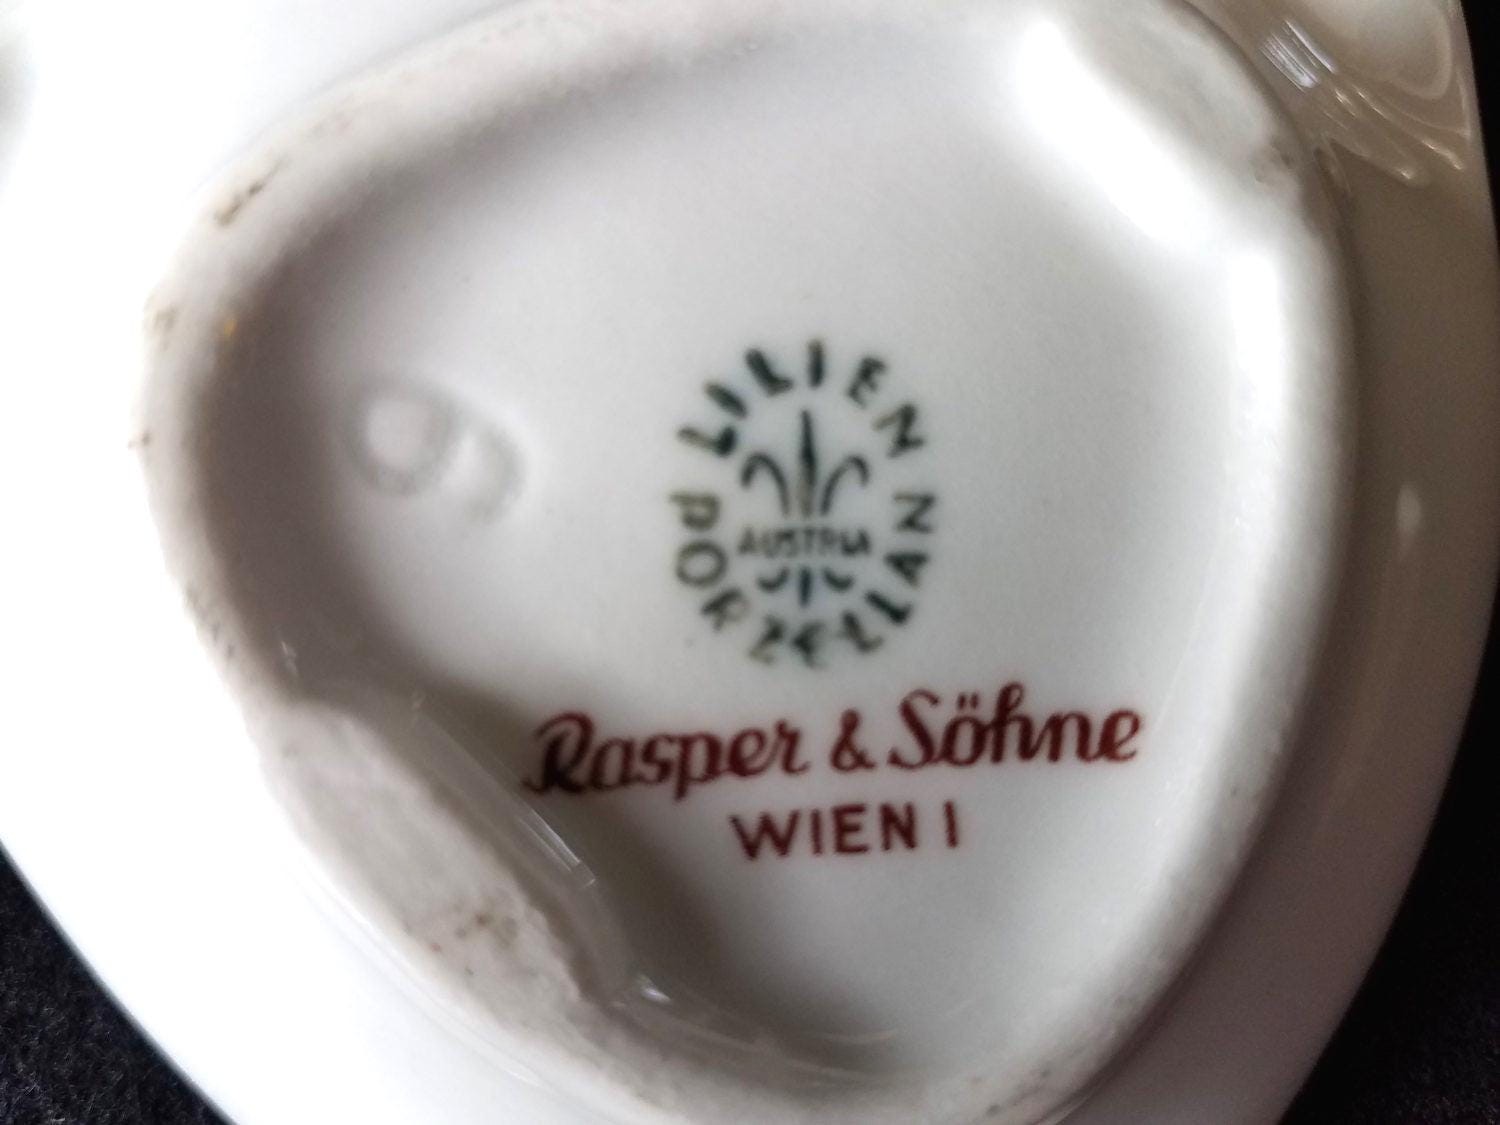 LILIEN
PORZELLAN
AUSTRIA
Rasper & Söhne
WIEN I